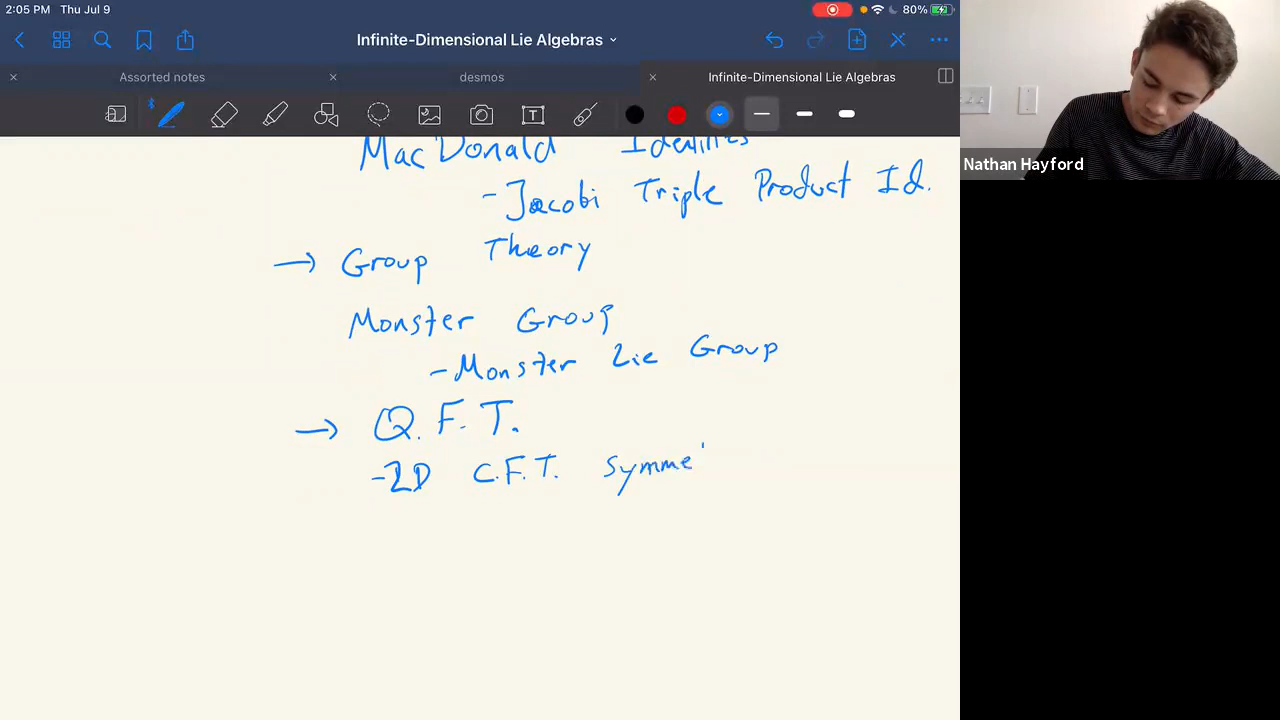 2:05 PM Thu Jul 9
80%
Infinite-Dimensional Lie Algebras
Assorted notes
desmos
Infinite-Dimensional Lie Algebras
Nathan Hayford
MacDonald Identities
-Jacobi Triple Product Id.
→ Group Theory
Monster Group
-Monster Lie Group
→ Q.F.T.
-2D C.F.T. Symme